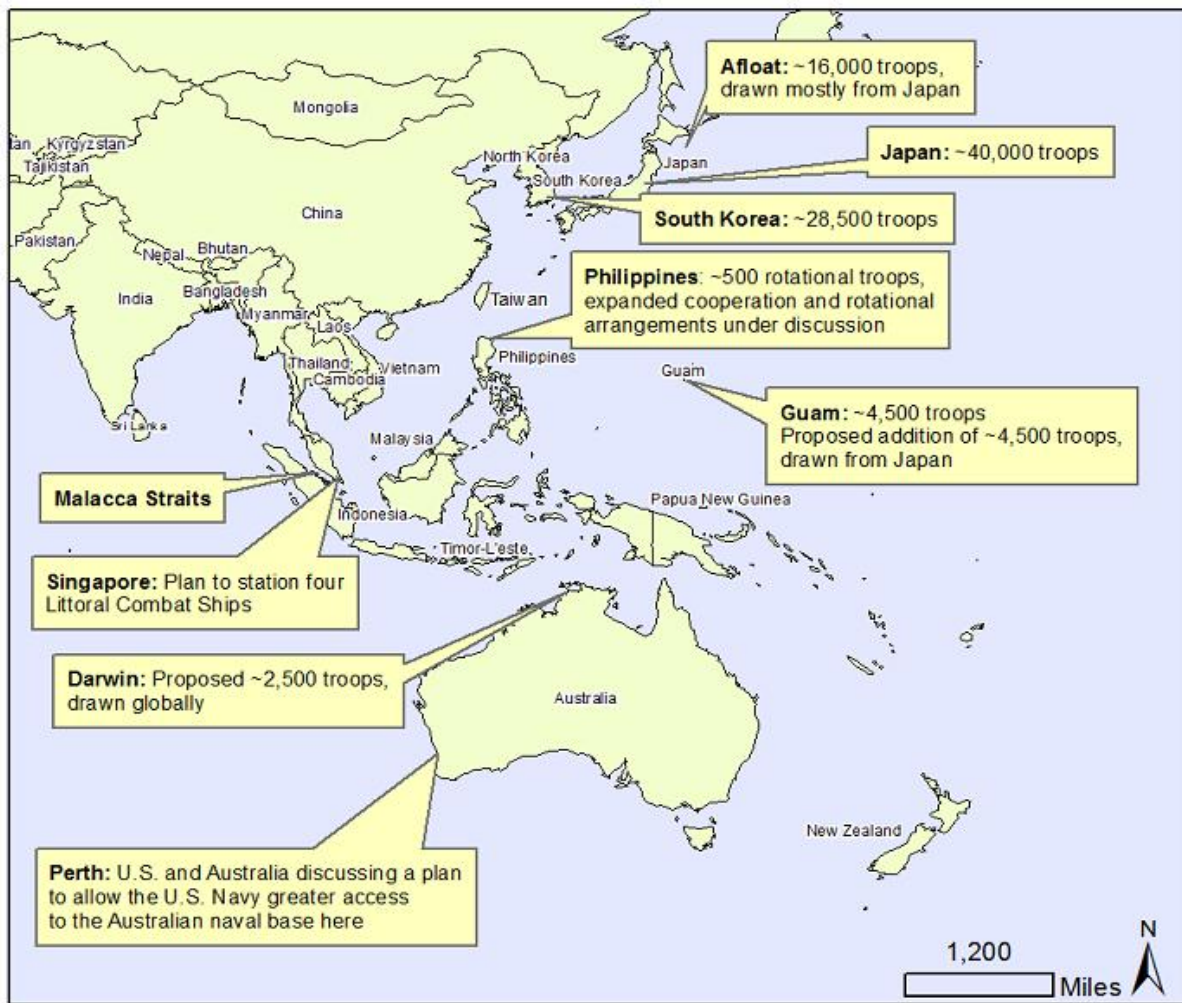 Afloat: ~16,000 troops,
drawn mostly from Japan
Mongolia
tan
Kyrgyzstan
Tajikistan
North Korea
Japan
Japan: ~40,000 troops
South Korea
China
South Korea: ~28,500 troops
Pakistan
Nepal
Bhutan
Philippines: ~500 rotational troops,
expanded cooperation and rotational
arrangements under discussion
India
Bangladesh
Taiwan
Myanmar
Laos
Thailand
Vietnam
Philippines
Cambodia
Guam
Sri Lanka
Guam: ~4,500 troops
Proposed addition of ~4,500 troops,
drawn from Japan
Malaysia
Malacca Straits
Papua New Guinea
Indonesia
Timor-L'este
Singapore: Plan to station four
Littoral Combat Ships
Darwin: Proposed ~2,500 troops,
drawn globally
Australia
New Zealand
Perth: U.S. and Australia discussing a plan
to allow the U.S. Navy greater access
to the Australian naval base here
N
1,200
Miles